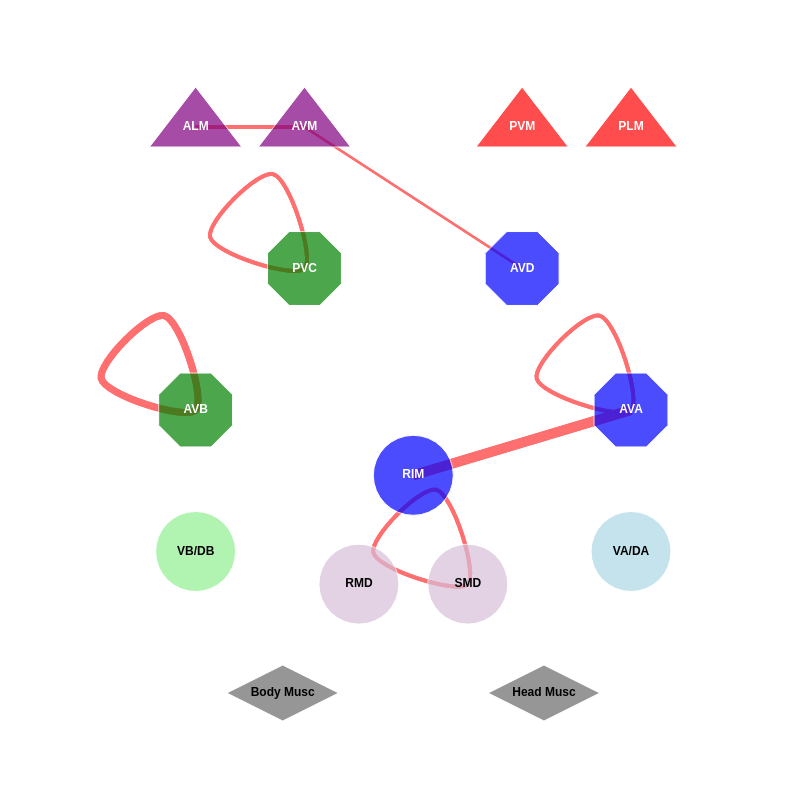 ALM
AVM
PVM
PLM
PVC
AVD
AVB
AVA
RIM
VB/DB
VA/DA
RMD
SMD
Body Musc
Head Musc